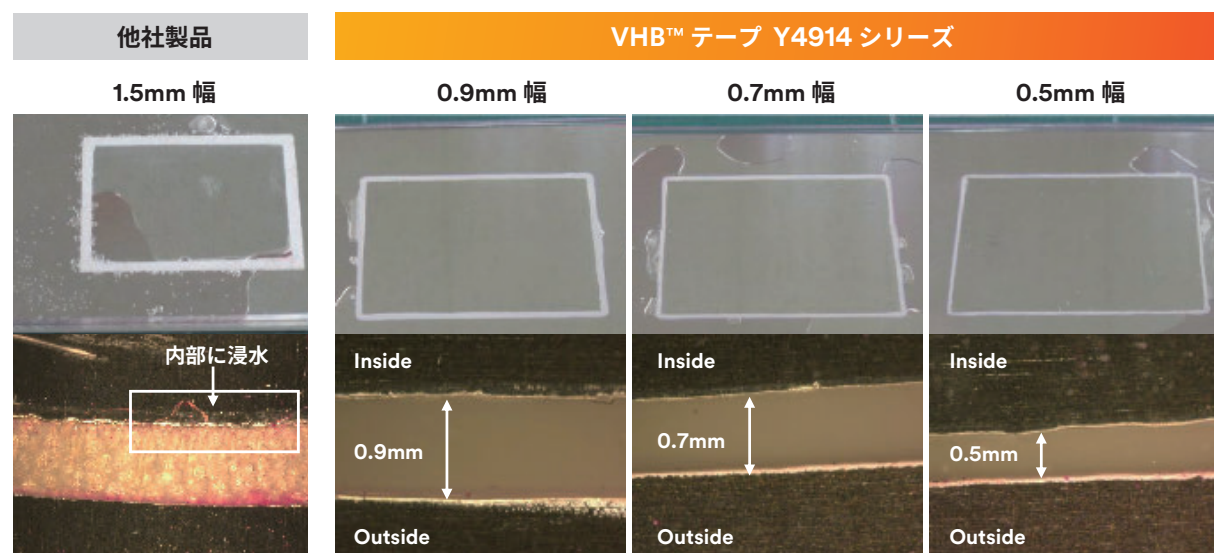 他社製品
VHB™ テープ Y4914 シリーズ
1.5mm 幅
0.9mm 幅
0.7mm 幅
0.5mm 幅
内部に浸水
Inside
0.9mm
Outside
Inside
0.7mm
Outside
Inside
0.5mm
Outside